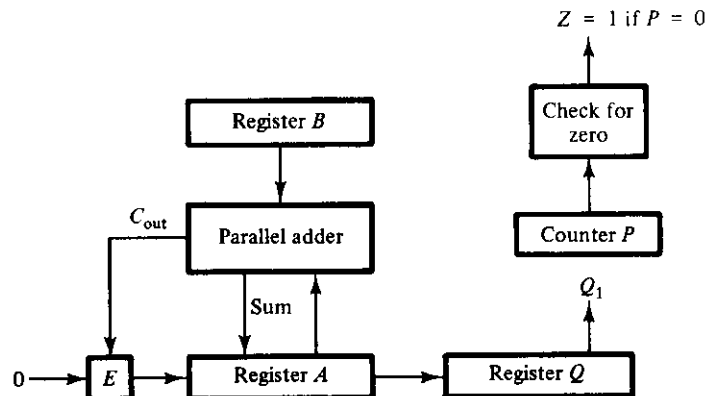 Z = 1 if P = 0
Check for
zero
Register B
C_out
Parallel adder
Counter P
Sum
Q_1
0
E
Register A
Register Q